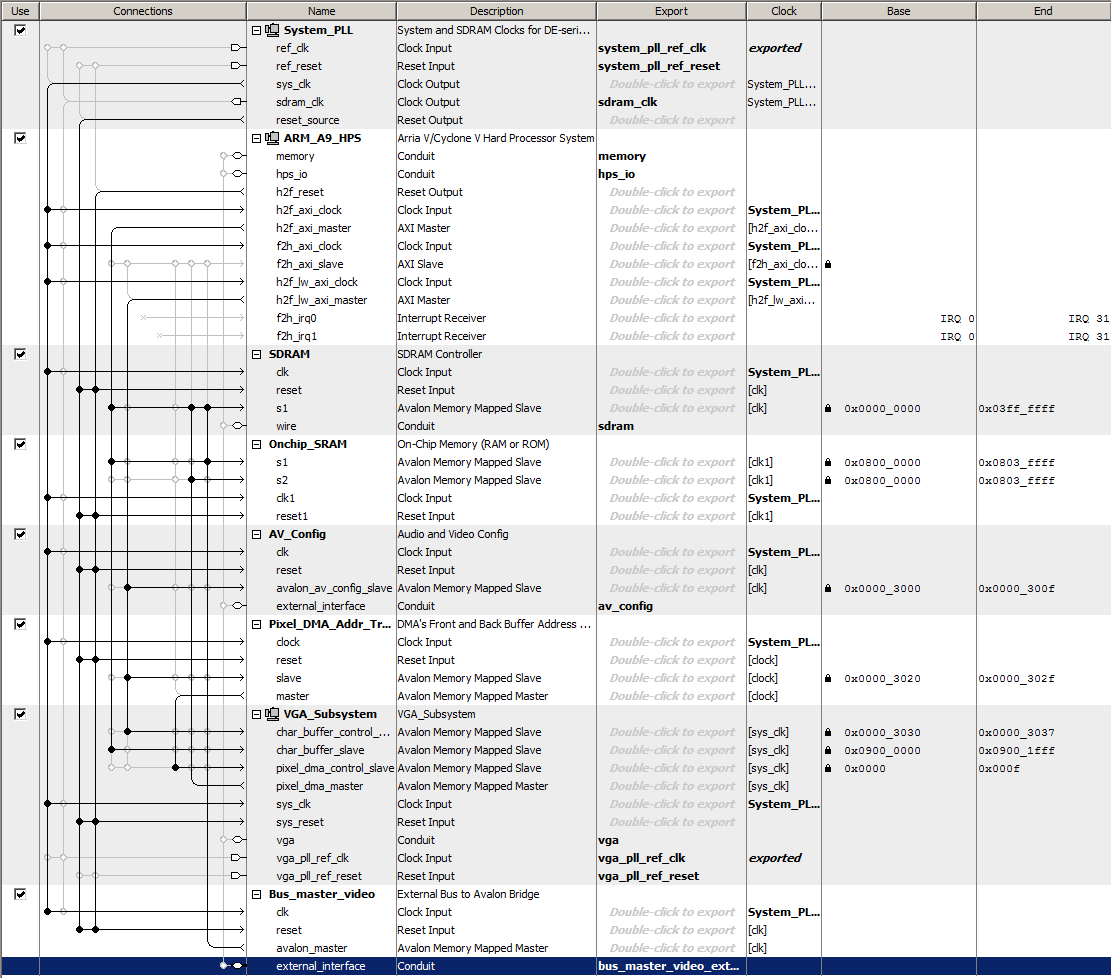 Use Connections Name Description Export Clock Base End
System_PLL System and SDRAM Clocks for DE-seri...
ref_clk Clock Input system_pll_ref_clk exported
ref_reset Reset Input system_pll_ref_reset
sys_clk Clock Output Double-click to export System_PLL...
sdram_clk Clock Output sdram_clk System_PLL...
reset_source Reset Output Double-click to export
ARM_A9_HPS Arria V/Cyclone V Hard Processor System
memory Conduit memory
hps_io Conduit hps_io
h2f_reset Reset Output Double-click to export
h2f_axi_clock Clock Input Double-click to export System_PL...
h2f_axi_master AXI Master Double-click to export [h2f_axi_clo...
f2h_axi_clock Clock Input Double-click to export System_PL...
f2h_axi_slave AXI Slave Double-click to export [f2h_axi_clo...
h2f_lw_axi_clock Clock Input Double-click to export System_PL...
h2f_lw_axi_master AXI Master Double-click to export [h2f_lw_axi...
f2h_irq0 Interrupt Receiver Double-click to export IRQ 0 IRQ 31
f2h_irq1 Interrupt Receiver Double-click to export IRQ 0 IRQ 31
SDRAM SDRAM Controller
clk Clock Input Double-click to export System_PL...
reset Reset Input Double-click to export [clk]
s1 Avalon Memory Mapped Slave Double-click to export [clk] 0x0000_0000 0x03ff_ffff
wire Conduit sdram
Onchip_SRAM On-Chip Memory (RAM or ROM)
s1 Avalon Memory Mapped Slave Double-click to export [clk1] 0x0800_0000 0x0803_ffff
s2 Avalon Memory Mapped Slave Double-click to export [clk1] 0x0800_0000 0x0803_ffff
clk1 Clock Input Double-click to export System_PL...
reset1 Reset Input Double-click to export [clk1]
AV_Config Audio and Video Config
clk Clock Input Double-click to export System_PL...
reset Reset Input Double-click to export [clk]
avalon_av_config_slave Avalon Memory Mapped Slave Double-click to export [clk] 0x0000_3000 0x0000_300f
external_interface Conduit av_config
Pixel_DMA_Addr_Tr... DMA's Front and Back Buffer Address ...
clock Clock Input Double-click to export System_PL...
reset Reset Input Double-click to export [clock]
slave Avalon Memory Mapped Slave Double-click to export [clock] 0x0000_3020 0x0000_302f
master Avalon Memory Mapped Master Double-click to export [clock]
VGA_Subsystem VGA_Subsystem
char_buffer_control_... Avalon Memory Mapped Slave Double-click to export [sys_clk] 0x0000_3030 0x0000_3037
char_buffer_slave Avalon Memory Mapped Slave Double-click to export [sys_clk] 0x0900_0000 0x0900_1fff
pixel_dma_control_slave Avalon Memory Mapped Slave Double-click to export [sys_clk] 0x0000 0x000f
pixel_dma_master Avalon Memory Mapped Master Double-click to export [sys_clk]
sys_clk Clock Input Double-click to export System_PL...
sys_reset Reset Input Double-click to export
vga Conduit vga
vga_pll_ref_clk Clock Input vga_pll_ref_clk exported
vga_pll_ref_reset Reset Input vga_pll_ref_reset
Bus_master_video External Bus to Avalon Bridge
clk Clock Input Double-click to export System_PL...
reset Reset Input Double-click to export [clk]
avalon_master Avalon Memory Mapped Master Double-click to export [clk]
external_interface Conduit bus_master_video_ext...